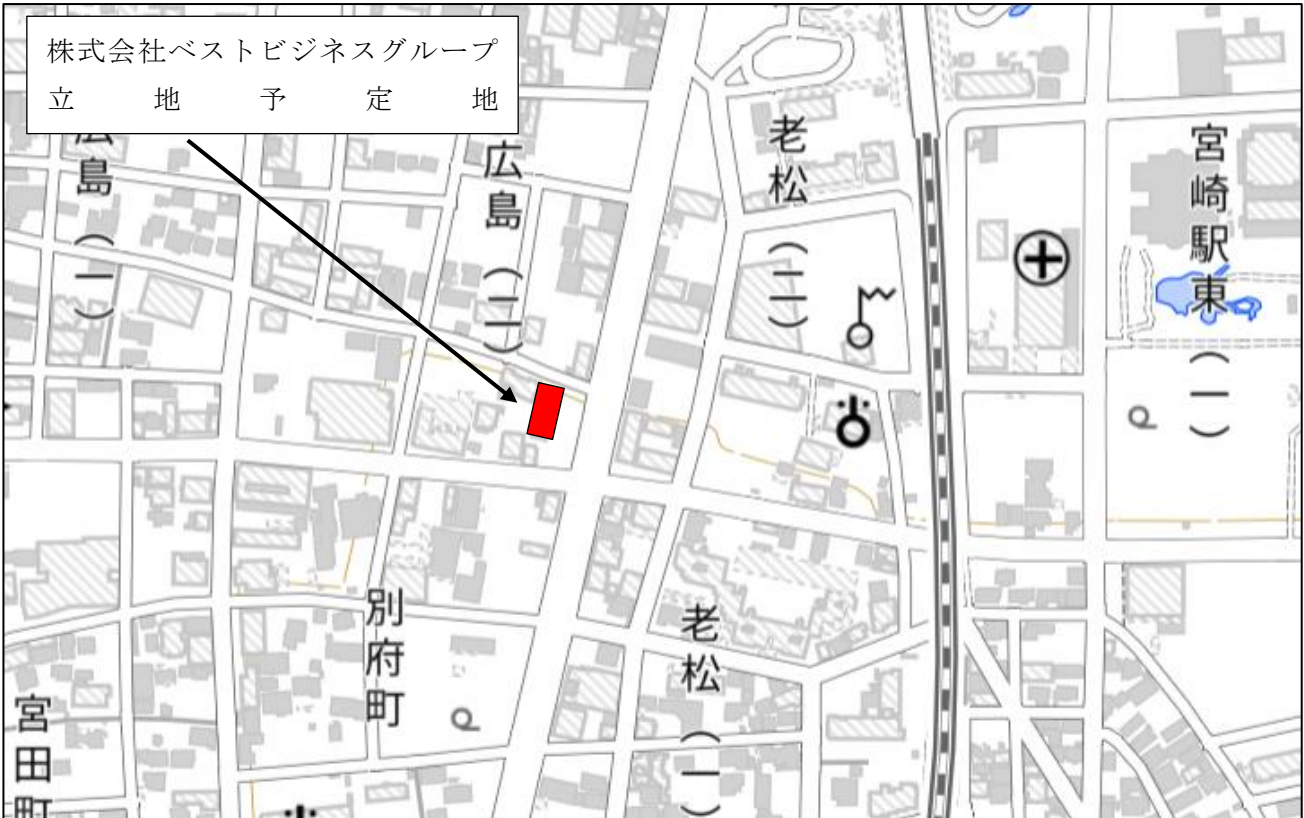 株式会社ベストビジネスグループ
立地予定地
広島(一)
広島(二)
老松(二)
宮崎駅東(一)
別府町
老松(一)
宮田町